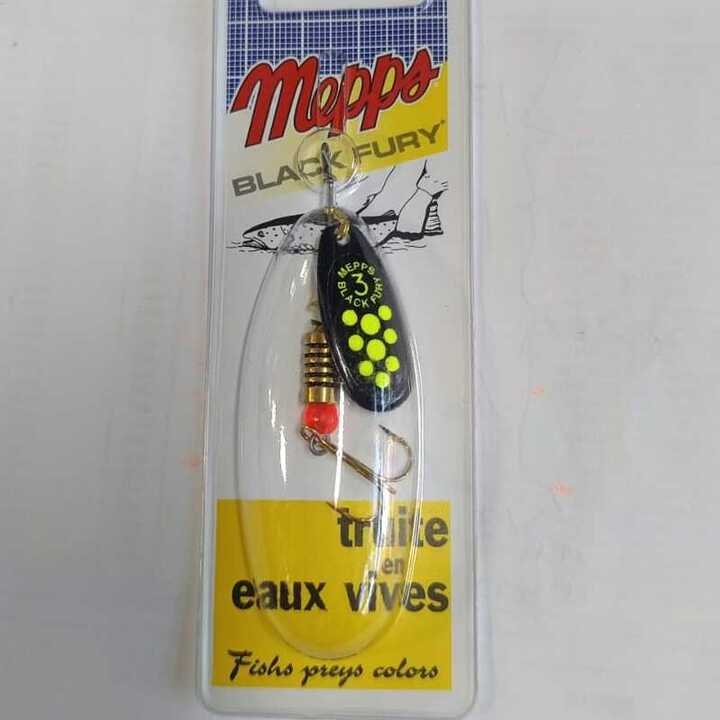 Mepps
BLACK FURY
MEPPS
3
BLACK FURY
truite
en
eaux vives
Fishs preys colors